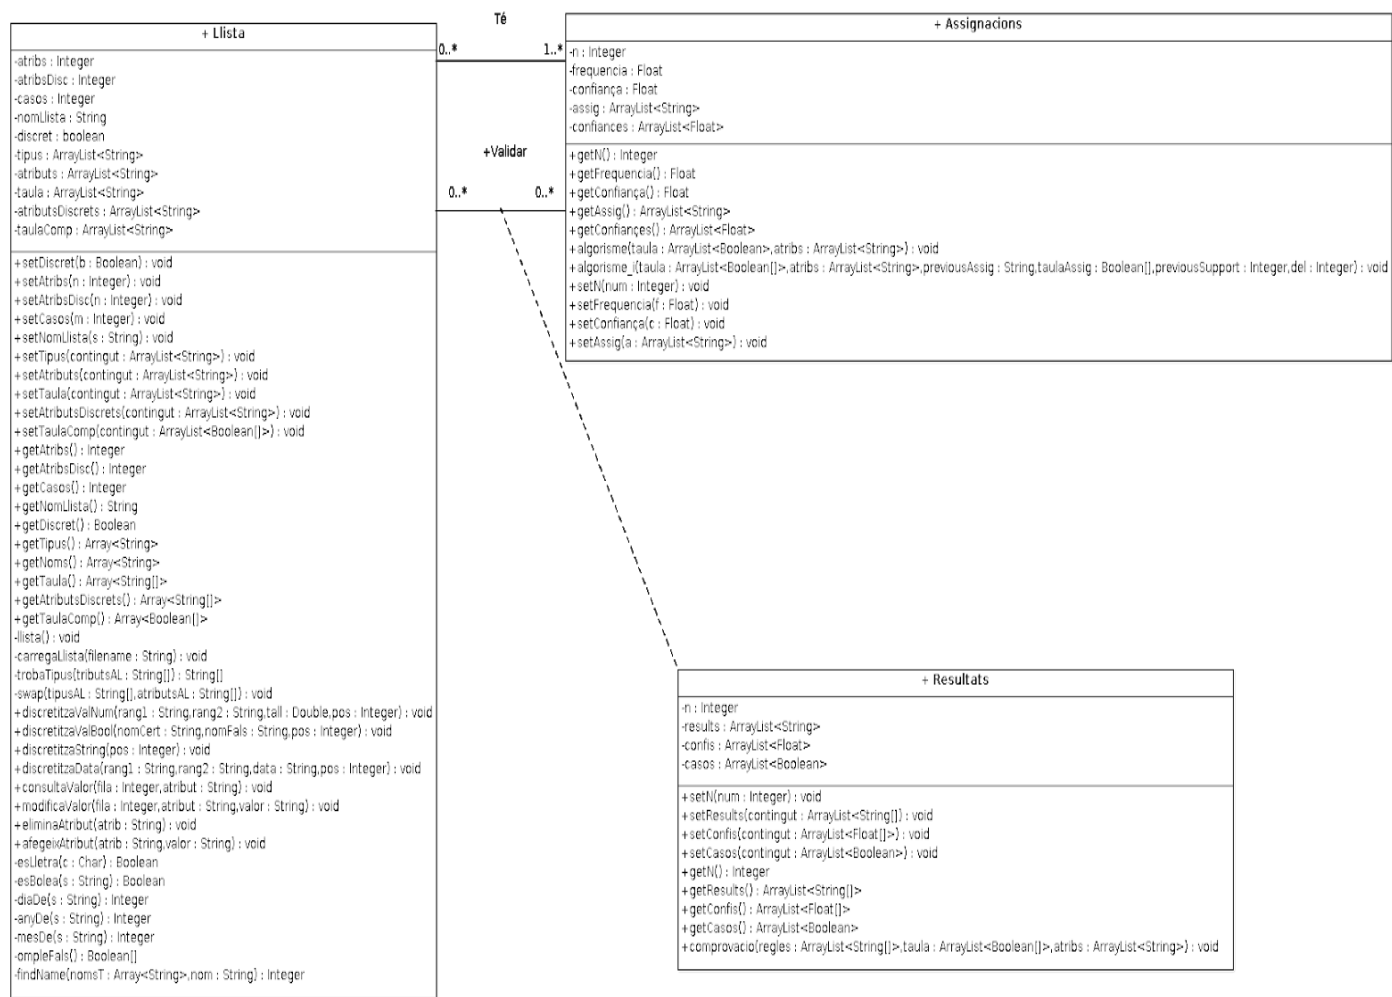 + Llista
-atribs : Integer
-atribsDisc : Integer
-casos : Integer
-nomLlista : String
-discret : boolean
-tipus : ArrayList<String>
-atributs : ArrayList<String>
-taula : ArrayList<String>
-atributsDiscrets : ArrayList<String>
-taulaComp : ArrayList<String>
+setDiscret(b : Boolean) : void
+setAtribs(n : Integer) : void
+setAtribsDisc(n : Integer) : void
+setCasos(m : Integer) : void
+setNomLlista(s : String) : void
+setTipus(contingut : ArrayList<String>) : void
+setAtributs(contingut : ArrayList<String>) : void
+setTaula(contingut : ArrayList<String>) : void
+setAtributsDiscrets(contingut : ArrayList<String>) : void
+setTaulaComp(contingut : ArrayList<Boolean[]>) : void
+getAtribs() : Integer
+getAtribsDisc() : Integer
+getCasos() : Integer
+getNomLlista() : String
+getDiscret() : Boolean
+getTipus() : Array<String>
+getNoms() : Array<String>
+getTaula() : Array<String[]>
+getAtributsDiscrets() : Array<String[]>
+getTaulaComp() : Array<Boolean[]>
-llista() : void
-carregaLlista(filename : String) : void
-trobaTipus(tributsAL : String[]) : String[]
-swap(tipusAL : String[],atributsAL : String[]) : void
+discretitzaValNum(rang1 : String,rang2 : String,tall : Double,pos : Integer) : void
+discretitzaValBool(nomCert : String,nomFals : String,pos : Integer) : void
+discretitzaString(pos : Integer) : void
+discretitzaData(rang1 : String,rang2 : String,data : String,pos : Integer) : void
+consultaValor(fila : Integer,atribut : String) : void
+modificaValor(fila : Integer,atribut : String,valor : String) : void
+eliminaAtribut(atrib : String) : void
+afegeixAtribut(atrib : String,valor : String) : void
-esLletra(c : Char) : Boolean
-esBolea(s : String) : Boolean
-diaDe(s : String) : Integer
-anyDe(s : String) : Integer
-mesDe(s : String) : Integer
-ompleFals() : Boolean[]
-findName(nomsT : Array<String>,nom : String) : Integer
Té
0..* 1..*
+Validar
0..* 0..*
+ Assignacions
-n : Integer
-frequencia : Float
-confiança : Float
-assig : ArrayList<String>
-confiances : ArrayList<Float>
+getN() : Integer
+getFrequencia() : Float
+getConfiança() : Float
+getAssig() : ArrayList<String>
+getConfiançes() : ArrayList<Float>
+algorisme(taula : ArrayList<Boolean>,atribs : ArrayList<String>) : void
+algorisme_i(taula : ArrayList<Boolean[]>,atribs : ArrayList<String>,previousAssig : String,taulaAssig : Boolean[],previousSupport : Integer,del : Integer) : void
+setN(num : Integer) : void
+setFrequencia(f : Float) : void
+setConfiança(c : Float) : void
+setAssig(a : ArrayList<String>) : void
+ Resultats
-n : Integer
-results : ArrayList<String>
-confis : ArrayList<Float>
-casos : ArrayList<Boolean>
+setN(num : Integer) : void
+setResults(contingut : ArrayList<String[]) : void
+setConfis(contingut : ArrayList<Float[]>) : void
+setCasos(contingut : ArrayList<Boolean>) : void
+getN() : Integer
+getResults() : ArrayList<String[]>
+getConfis() : ArrayList<Float[]>
+getCasos() : ArrayList<Boolean>
+comprovacio(regles : ArrayList<String[]>,taula : ArrayList<Boolean[]>,atribs : ArrayList<String>) : void